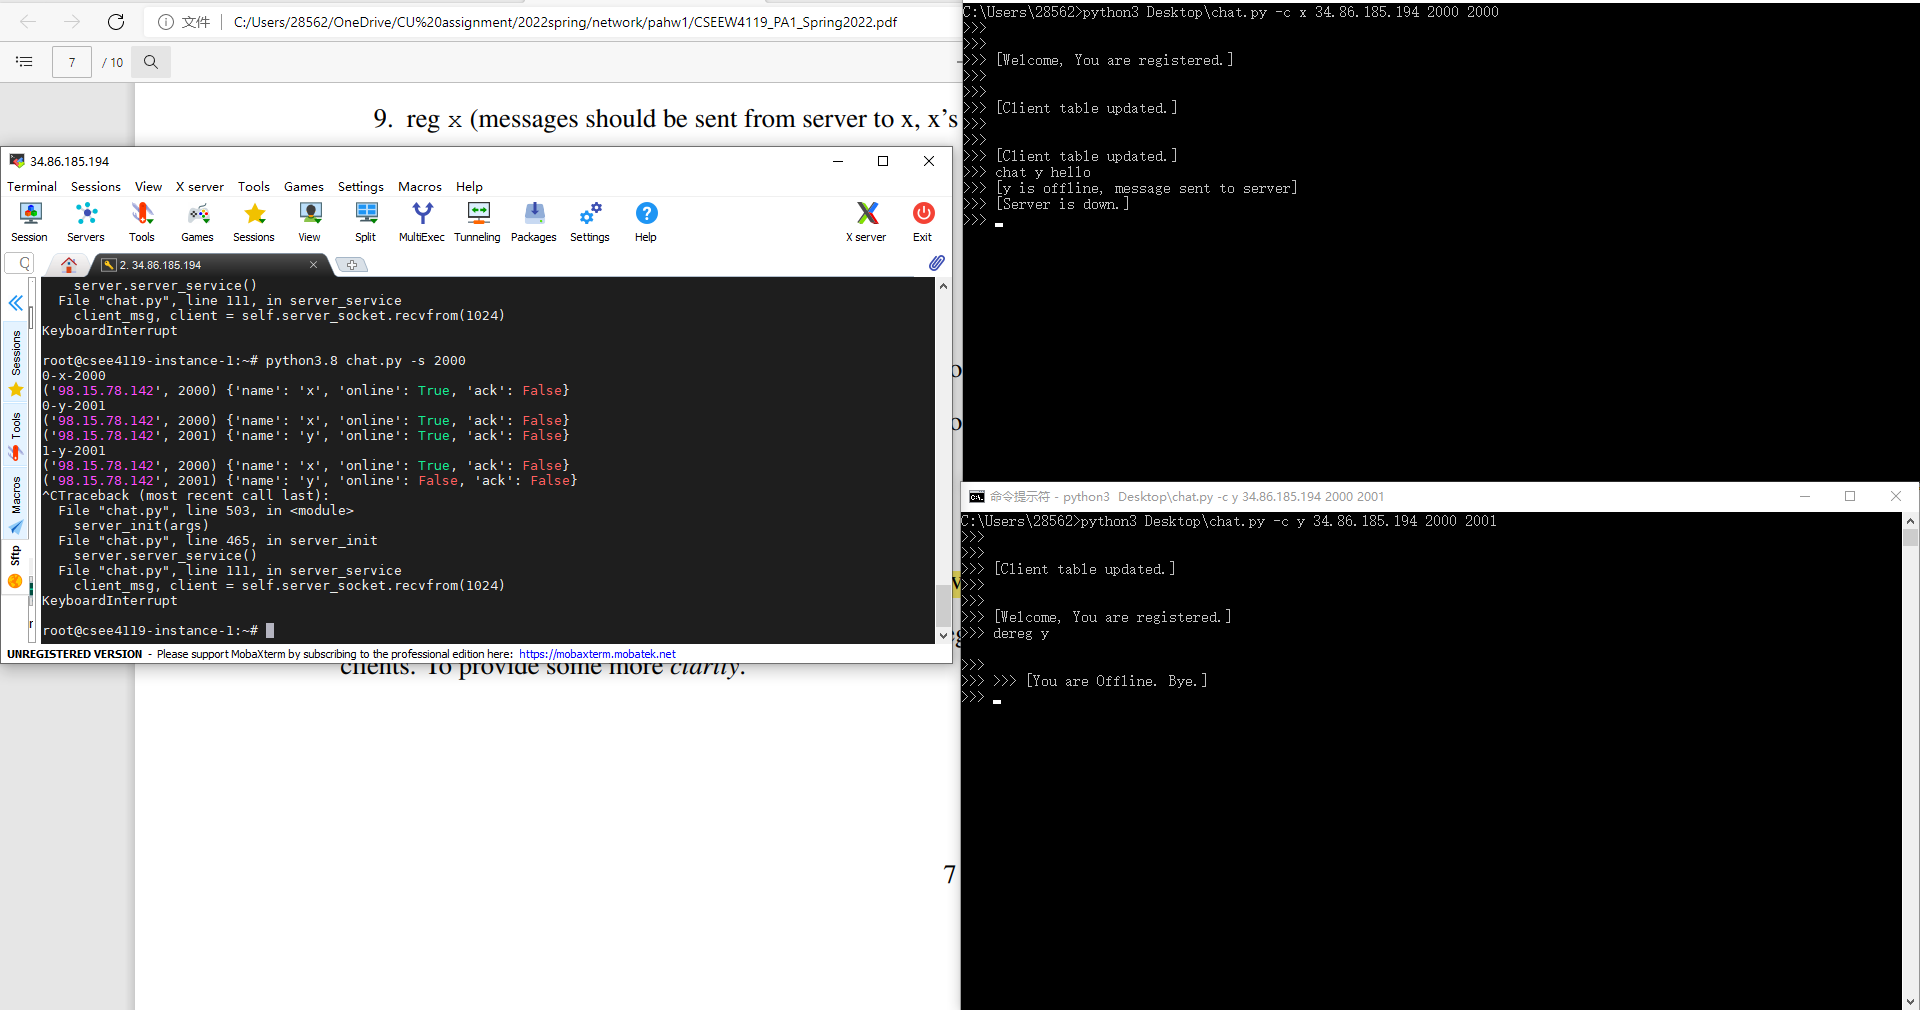 文件 C:/Users/28562/OneDrive/CU%20assignment/2022spring/network/pahw1/CSEEW4119_PA1_Spring2022.pdf
7 / 10
9. reg x (messages should be sent from server to x, x’s
34.86.185.194
Terminal Sessions View X server Tools Games Settings Macros Help
Session Servers Tools Games Sessions View Split MultiExec Tunneling Packages Settings Help X server Exit
2. 34.86.185.194
Sessions
Tools
Macros
Sftp
server.server_service()
File "chat.py", line 111, in server_service
client_msg, client = self.server_socket.recvfrom(1024)
KeyboardInterrupt
root@csee4119-instance-1:~# python3.8 chat.py -s 2000
0-x-2000
('98.15.78.142', 2000) {'name': 'x', 'online': True, 'ack': False}
0-y-2001
('98.15.78.142', 2000) {'name': 'x', 'online': True, 'ack': False}
('98.15.78.142', 2001) {'name': 'y', 'online': True, 'ack': False}
1-y-2001
('98.15.78.142', 2000) {'name': 'x', 'online': True, 'ack': False}
('98.15.78.142', 2001) {'name': 'y', 'online': False, 'ack': False}
^CTraceback (most recent call last):
File "chat.py", line 503, in <module>
server_init(args)
File "chat.py", line 465, in server_init
server.server_service()
File "chat.py", line 111, in server_service
client_msg, client = self.server_socket.recvfrom(1024)
KeyboardInterrupt
root@csee4119-instance-1:~#
UNREGISTERED VERSION - Please support MobaXterm by subscribing to the professional edition here: https://mobaxterm.mobatek.net
clients. To provide some more clarity:
7
C:\Users\28562>python3 Desktop\chat.py -c x 34.86.185.194 2000 2000
>>>
>>>
>>> [Welcome, You are registered.]
>>>
>>>
>>> [Client table updated.]
>>>
>>>
>>> [Client table updated.]
>>> chat y hello
>>> [y is offline, message sent to server]
>>> [Server is down.]
>>>
命令提示符 - python3 Desktop\chat.py -c y 34.86.185.194 2000 2001
C:\Users\28562>python3 Desktop\chat.py -c y 34.86.185.194 2000 2001
>>>
>>>
>>> [Client table updated.]
>>>
>>>
>>> [Welcome, You are registered.]
>>> dereg y
>>>
>>> >>> [You are Offline. Bye.]
>>>